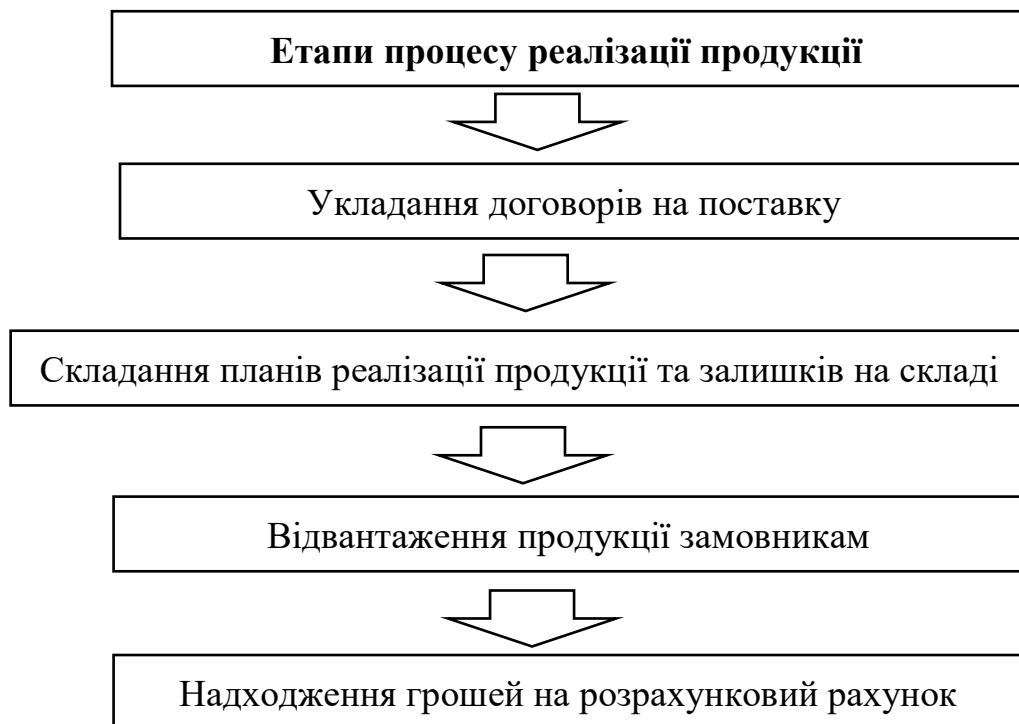 Етапи процесу реалізації продукції
Укладання договорів на поставку
Складання планів реалізації продукції та залишків на складі
Відвантаження продукції замовникам
Надходження грошей на розрахунковий рахунок